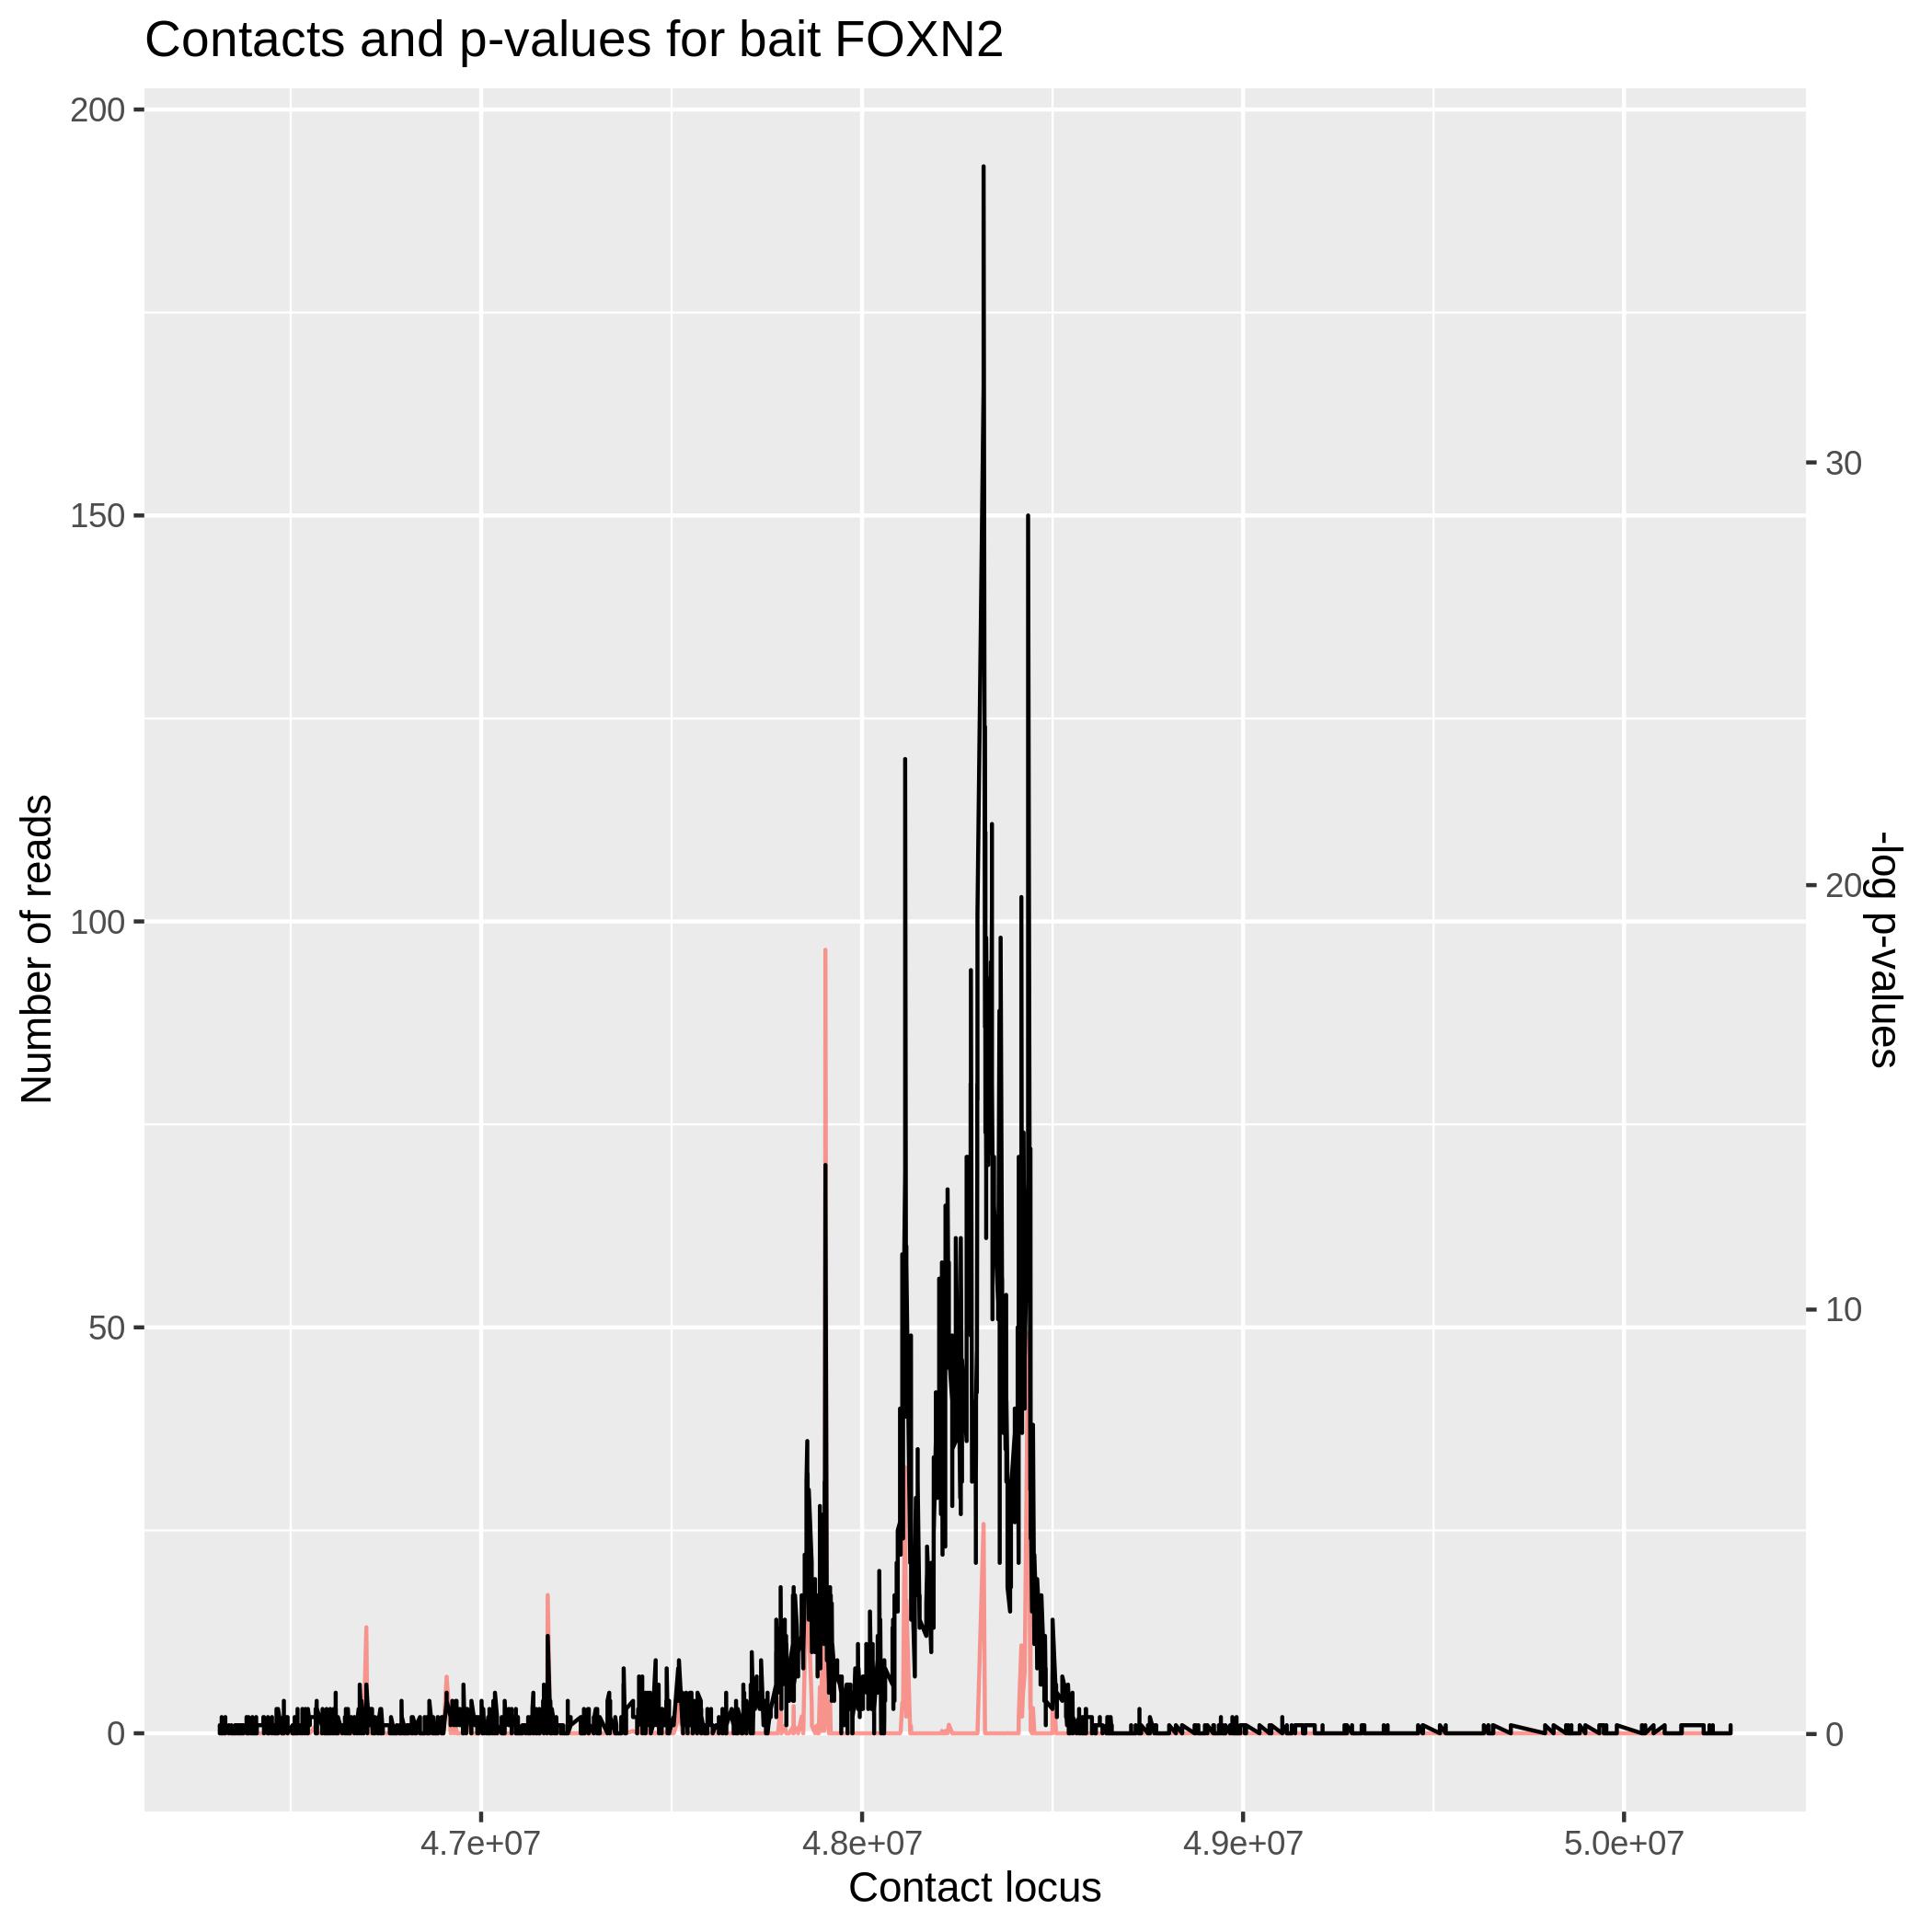 Contacts and p-values for bait FOXN2
200
150
100
50
0
Number of reads
30
20
10
0
-log p-values
4.7e+07
4.8e+07
4.9e+07
5.0e+07
Contact locus